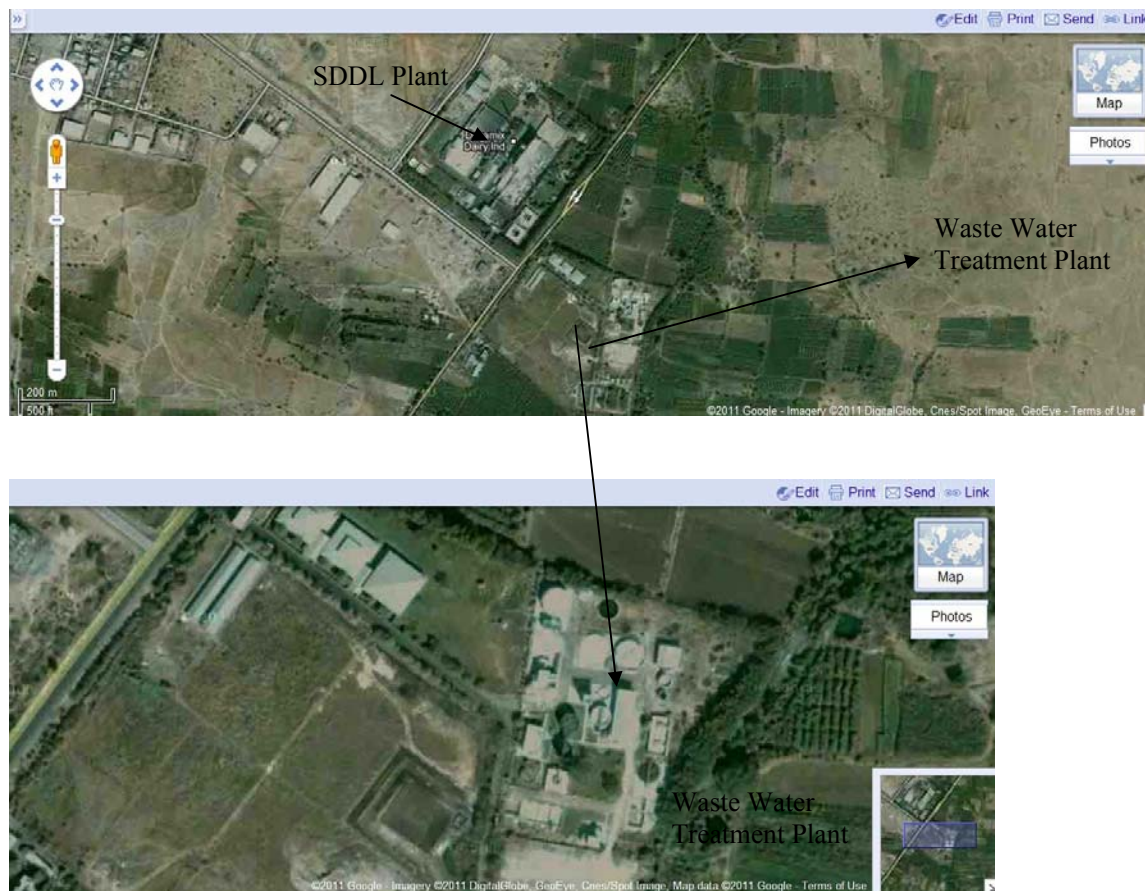 »
Edit Print Send Link
SDDL Plant
Map
Photos
Dairy Ind
Waste Water
Treatment Plant
+
−
200 m
500 ft
©2011 Google - Imagery ©2011 DigitalGlobe, Cnes/Spot Image, GeoEye - Terms of Use
Edit Print Send Link
Map
Photos
Waste Water
Treatment Plant
©2011 Google - Imagery ©2011 DigitalGlobe, GeoEye, Cnes/Spot Image, Map data ©2011 Google - Terms of Use